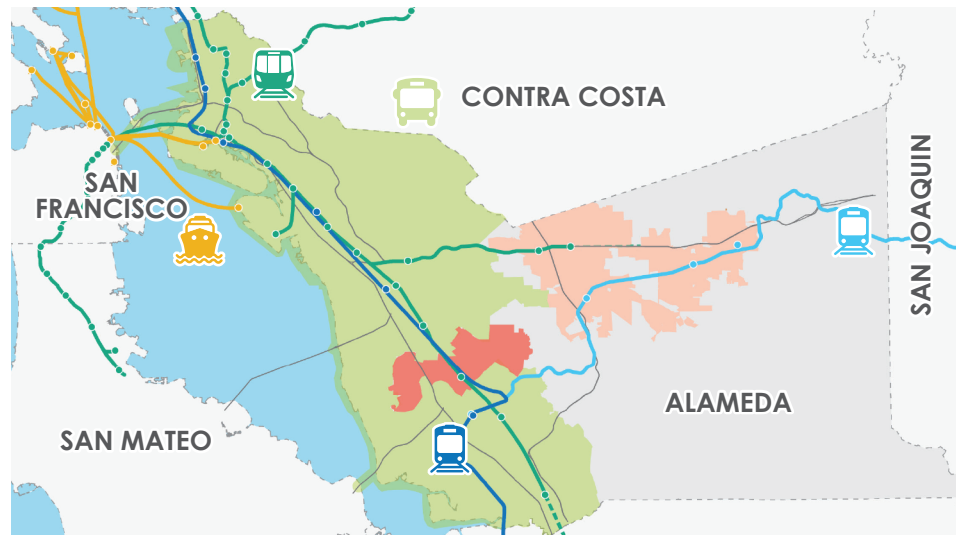 CONTRA COSTA
SAN
FRANCISCO
SAN JOAQUIN
ALAMEDA
SAN MATEO